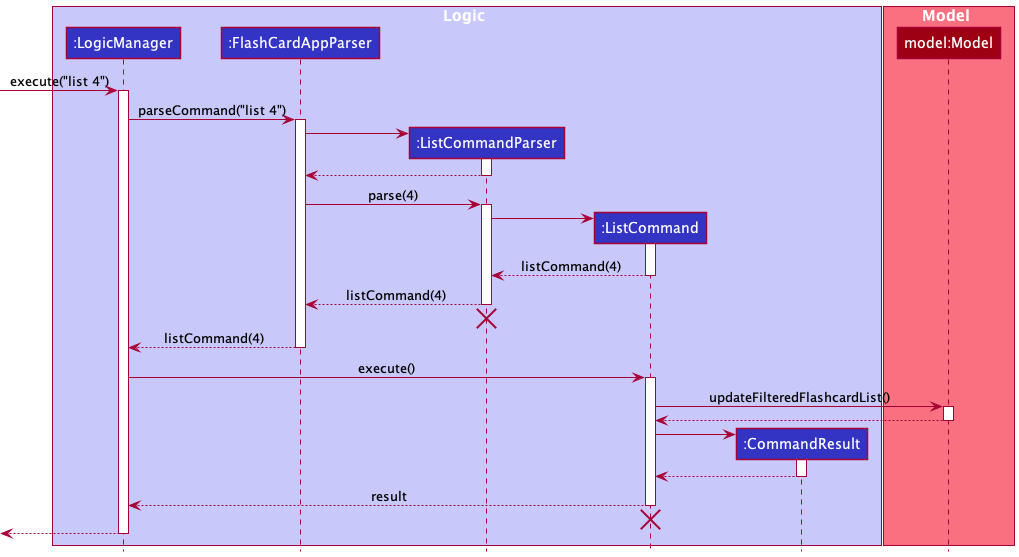 Logic
Model
:LogicManager
:FlashCardAppParser
model:Model
execute("list 4")
parseCommand("list 4")
:ListCommandParser
parse(4)
:ListCommand
listCommand(4)
listCommand(4)
listCommand(4)
execute()
updateFilteredFlashcardList()
:CommandResult
result